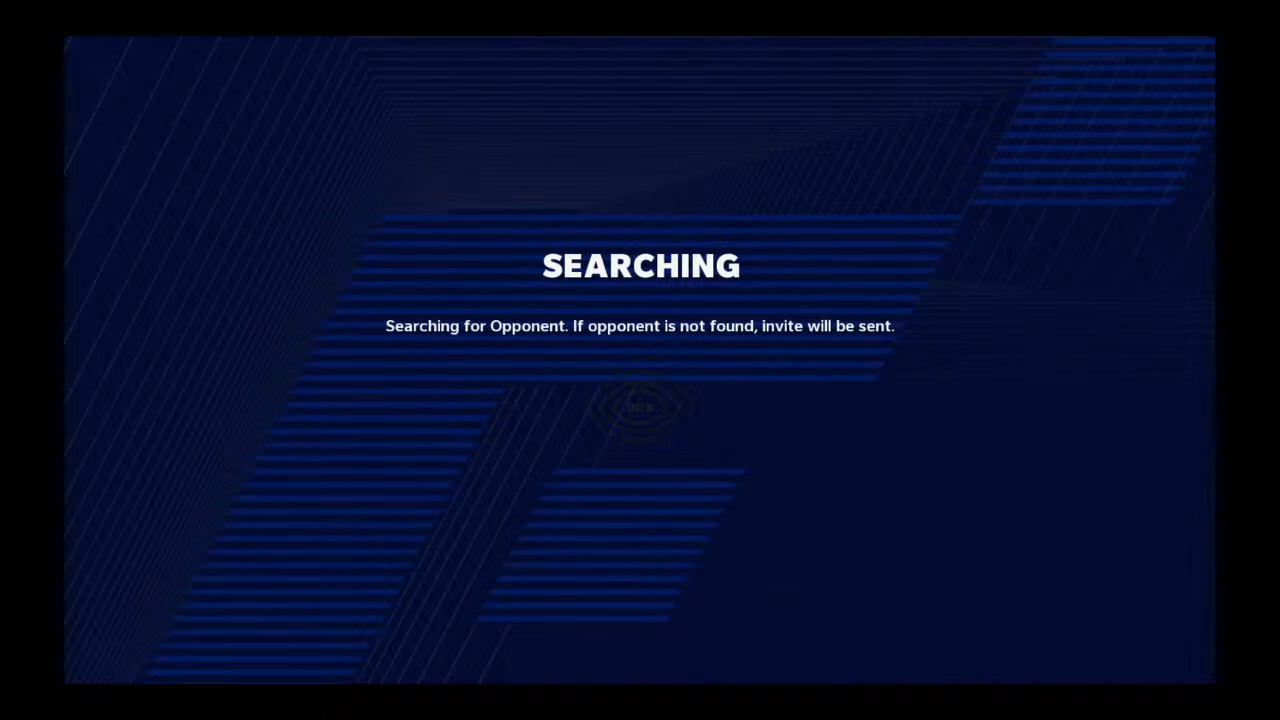 SEARCHING
Searching for Opponent. If opponent is not found, invite will be sent.